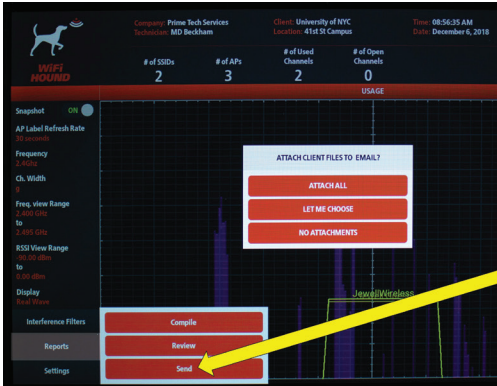 Company: Prime Tech Services
Technician: MD Beckham
Client: University of NYC
Location: 41st St Campus
Time: 08:56:35 AM
Date: December 6, 2018
WiFi
HOUND
# of SSIDs
2
# of APs
3
# of Used
Channels
2
# of Open
Channels
0
USAGE
Snapshot ON
AP Label Refresh Rate
30 seconds
Frequency
2.4Ghz
Ch. Width
Freq. view Range
2.400 GHz
to
2.495 GHz
RSSI View Range
-90.00 dBm
to
0.00 dBm
Display
Real Wave
Interference Filters
Reports
Settings
ATTACH CLIENT FILES TO EMAIL?
ATTACH ALL
LET ME CHOOSE
NO ATTACHMENTS
JewellWireless
Compile
Review
Send